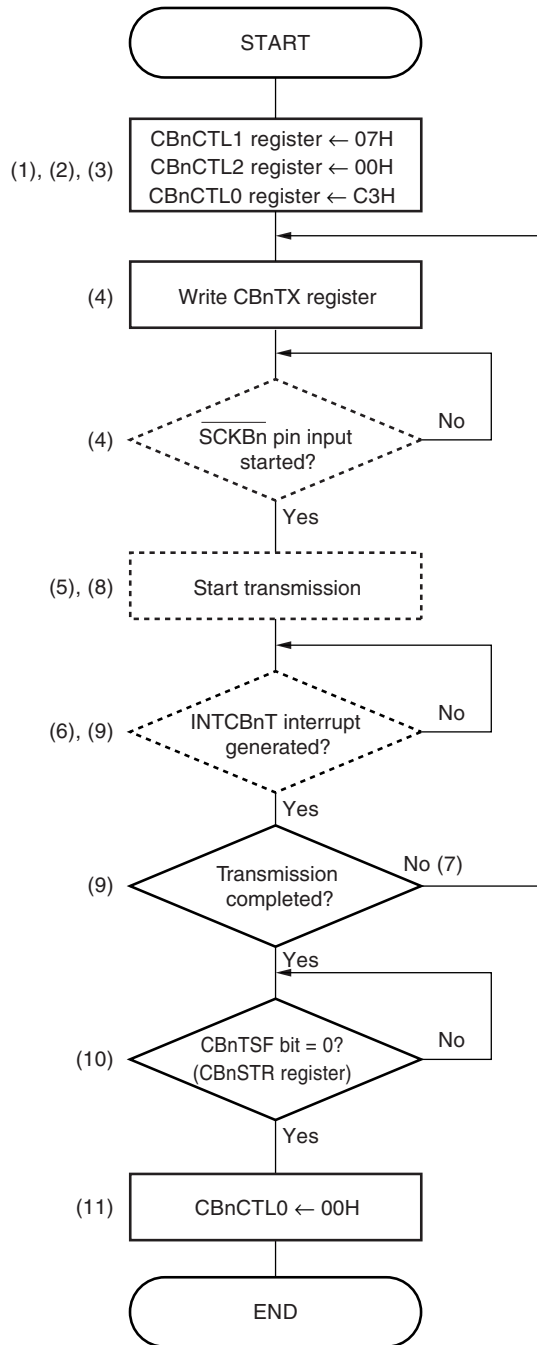 START
(1), (2), (3)
CBnCTL1 register ← 07H
CBnCTL2 register ← 00H
CBnCTL0 register ← C3H
(4)
Write CBnTX register
(4)
S̅C̅K̅B̅n̅ pin input
started?
No
Yes
(5), (8)
Start transmission
(6), (9)
INTCBnT interrupt
generated?
No
Yes
(9)
Transmission
completed?
No (7)
Yes
(10)
CBnTSF bit = 0?
(CBnSTR register)
No
Yes
(11)
CBnCTL0 ← 00H
END